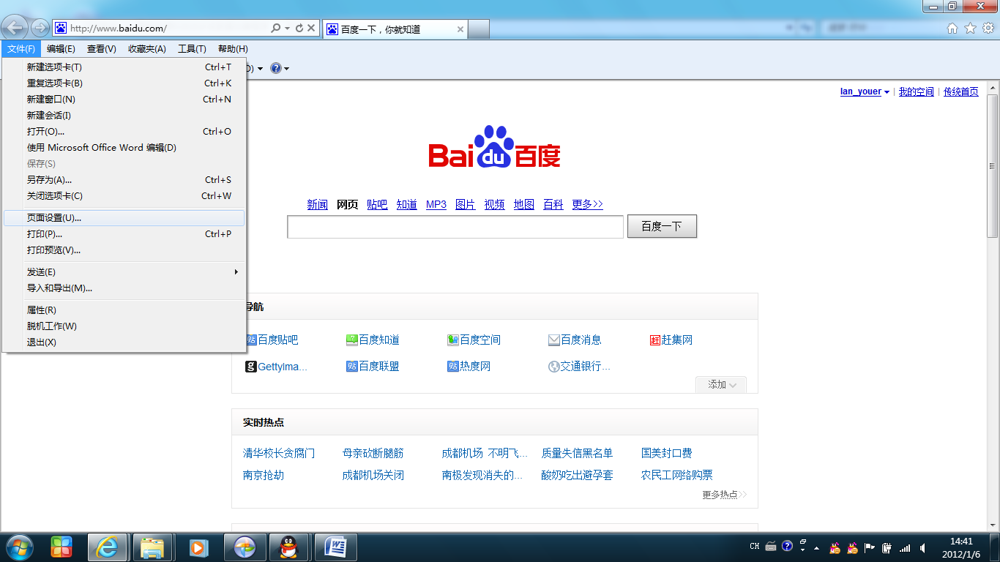 http://www.baidu.com/
百度一下，你就知道
文件(F) 编辑(E) 查看(V) 收藏夹(A) 工具(T) 帮助(H)
新建选项卡(T) Ctrl+T
重复选项卡(B) Ctrl+K
新建窗口(N) Ctrl+N
新建会话(I)
打开(O)... Ctrl+O
使用 Microsoft Office Word 编辑(D)
保存(S)
另存为(A)... Ctrl+S
关闭选项卡(C) Ctrl+W
页面设置(U)...
打印(P)... Ctrl+P
打印预览(V)...
发送(E)
导入和导出(M)...
属性(R)
脱机工作(W)
退出(X)
lan_youer | 我的空间 | 传统首页
Bai du 百度
新闻 网页 贴吧 知道 MP3 图片 视频 地图 百科 更多>>
百度一下
导航
百度贴吧 百度知道 百度空间 百度消息 赶集网
GettyIma... 百度联盟 热度网 交通银行...
添加
实时热点
清华校长贪腐门 母亲砍断腿筋 成都机场 不明飞... 质量失信黑名单 国美封口费
南京抢劫 成都机场关闭 南极发现消失的... 酸奶吃出避孕套 农民工网络购票
更多热点>>
CH
14:41
2012/1/6